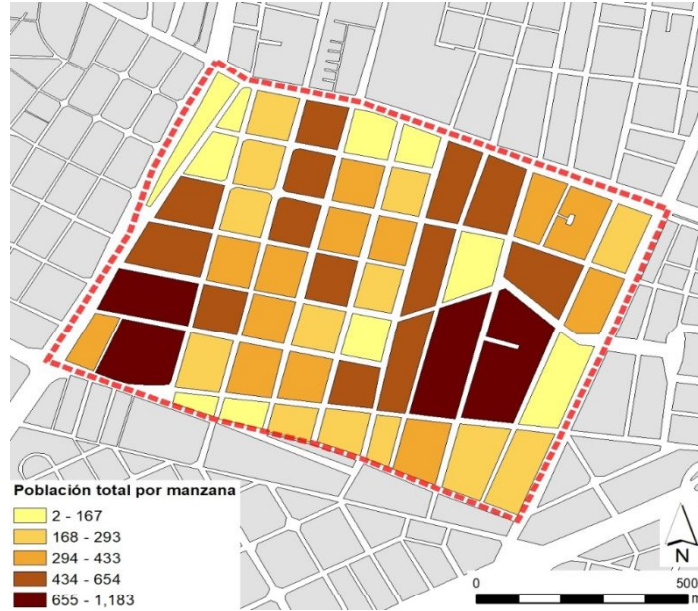 Población total por manzana
2 - 167
168 - 293
294 - 433
434 - 654
655 - 1,183
N
0 500
m